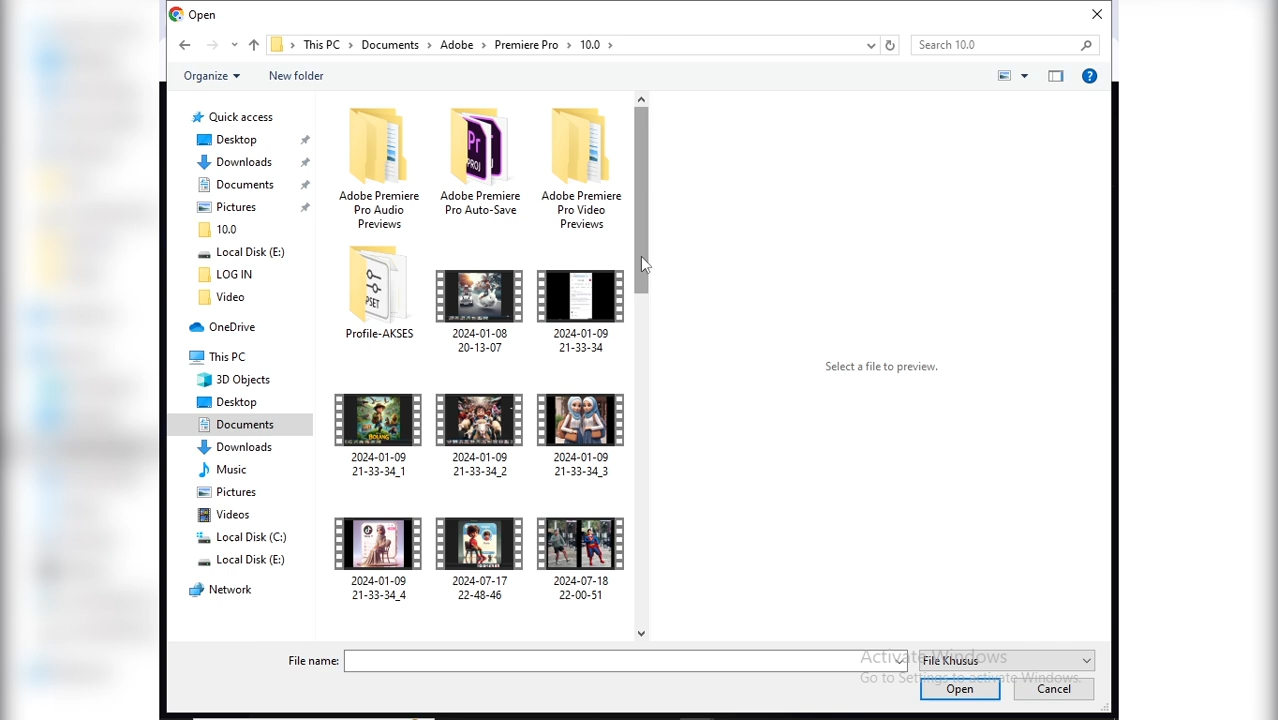 Open
This PC
Documents
Adobe
Premiere Pro
10.0
Search 10.0
Organize
New folder
Quick access
Desktop
Downloads
Documents
Pictures
10.0
Local Disk (E:)
LOG IN
Video
OneDrive
This PC
3D Objects
Desktop
Documents
Downloads
Music
Pictures
Videos
Local Disk (C:)
Local Disk (E:)
Network
Adobe Premiere
Pro Audio
Previews
Adobe Premiere
Pro Auto-Save
Adobe Premiere
Pro Video
Previews
Profile-AKSES
2024-01-08
20-13-07
2024-01-09
21-33-34
2024-01-09
21-33-34_1
2024-01-09
21-33-34_2
2024-01-09
21-33-34_3
2024-01-09
21-33-34_4
2024-07-17
22-48-46
2024-07-18
22-00-51
Pr
PROJ
PSET
BOLANG
Select a file to preview.
File name:
File Khusus
Activate Windows
Go to Settings to activate Windows.
Open
Cancel